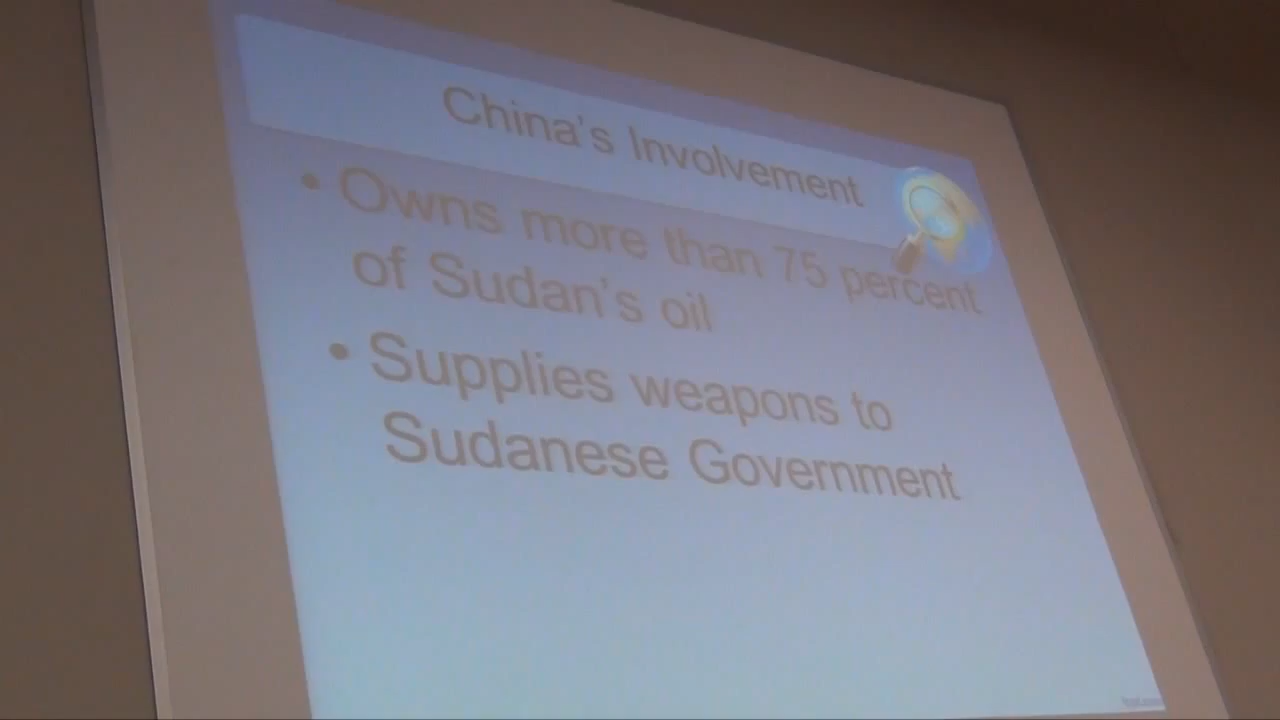 China's Involvement
• Owns more than 75 percent
of Sudan's oil
• Supplies weapons to
Sudanese Government